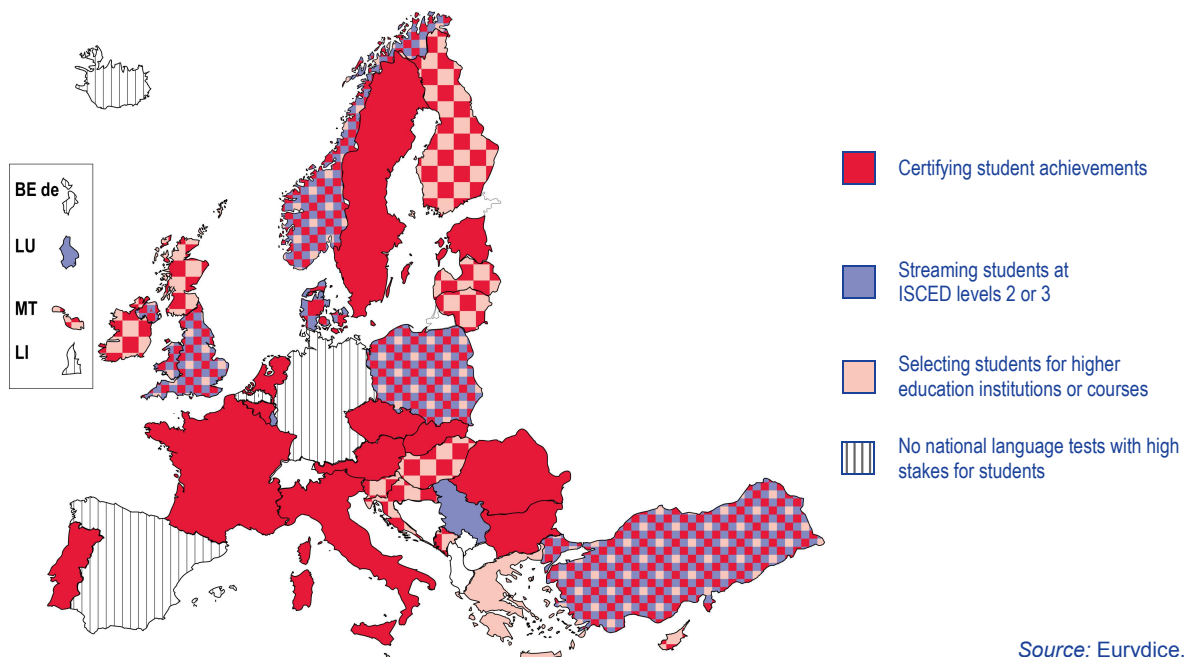 BE de
LU
MT
LI
Certifying student achievements
Streaming students at
ISCED levels 2 or 3
Selecting students for higher
education institutions or courses
No national language tests with high
stakes for students
Source: Eurydice.